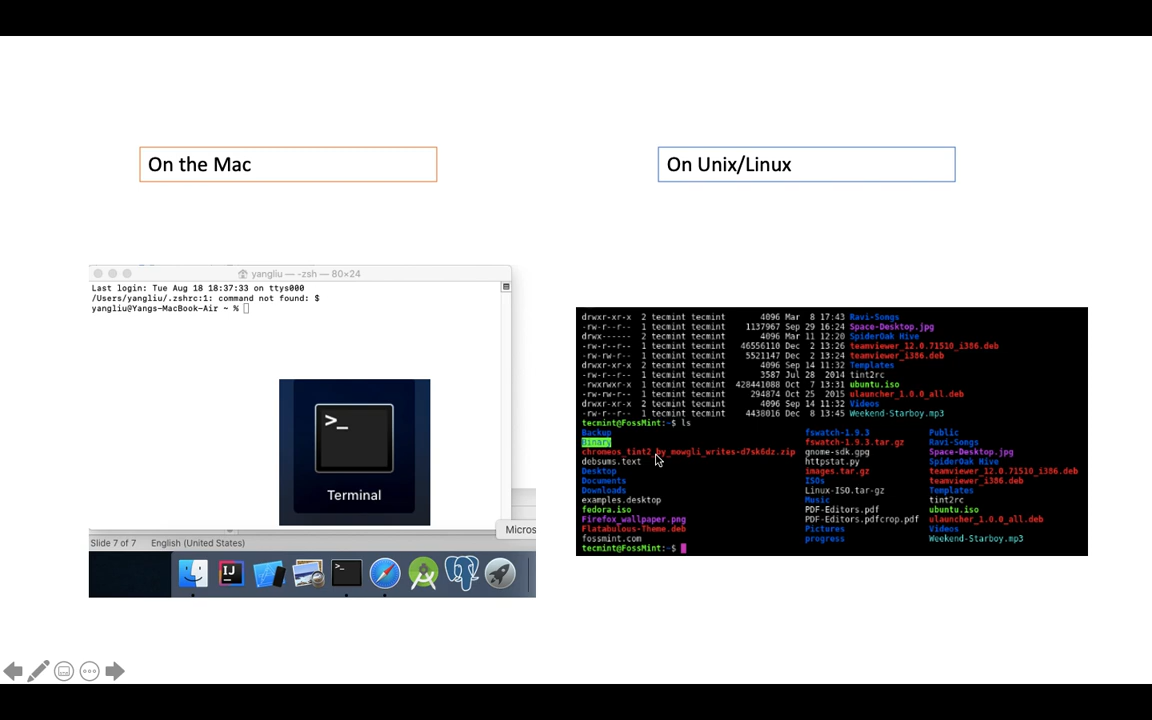 On the Mac
On Unix/Linux
yangliu — -zsh — 80×24
Last login: Tue Aug 18 18:37:33 on ttys000
/Users/yangliu/.zshrc:1: command not found: $
yangliu@Yangs-MacBook-Air ~ %
>_
Terminal
Micros
Slide 7 of 7 English (United States)
IJ
>_
drwxr-xr-x 2 tecmint tecmint 4096 Mar 8 17:43 Ravi-Songs
-rw-r--r-- 1 tecmint tecmint 1137967 Sep 29 16:24 Space-Desktop.jpg
drwx------ 2 tecmint tecmint 4096 Mar 11 12:20 SpiderOak Hive
-rw-rw-r-- 1 tecmint tecmint 46556110 Dec 2 13:26 teamviewer_12.0.71510_i386.deb
-rw-rw-r-- 1 tecmint tecmint 5521147 Dec 2 13:24 teamviewer_i386.deb
drwxr-xr-x 2 tecmint tecmint 4096 Sep 14 11:32 Templates
-rw-r--r-- 1 tecmint tecmint 3587 Jul 28 2014 tint2rc
-rwxrwxr-x 1 tecmint tecmint 428441088 Oct 7 13:31 ubuntu.iso
-rw-rw-r-- 1 tecmint tecmint 294874 Oct 25 2015 ulauncher_1.0.0_all.deb
drwxr-xr-x 2 tecmint tecmint 4096 Sep 14 11:32 Videos
-rw-r--r-- 1 tecmint tecmint 4438016 Dec 8 13:45 Weekend-Starboy.mp3
tecmint@FossMint:~$ ls
Backup fswatch-1.9.3 Public
Binary fswatch-1.9.3.tar.gz Ravi-Songs
chromeos_tint2_by_mowgli_writes-d7sk6dz.zip gnome-sdk.gpg Space-Desktop.jpg
debsums.text httpstat.py SpiderOak Hive
Desktop images.tar.gz teamviewer_12.0.71510_i386.deb
Documents ISOs teamviewer_i386.deb
Downloads Linux-ISO.tar-gz Templates
examples.desktop Music tint2rc
fedora.iso PDF-Editors.pdf ubuntu.iso
Firefox_wallpaper.png PDF-Editors.pdfcrop.pdf ulauncher_1.0.0_all.deb
Flatabulous-Theme.deb Pictures Videos
fossmint.com progress Weekend-Starboy.mp3
tecmint@FossMint:~$